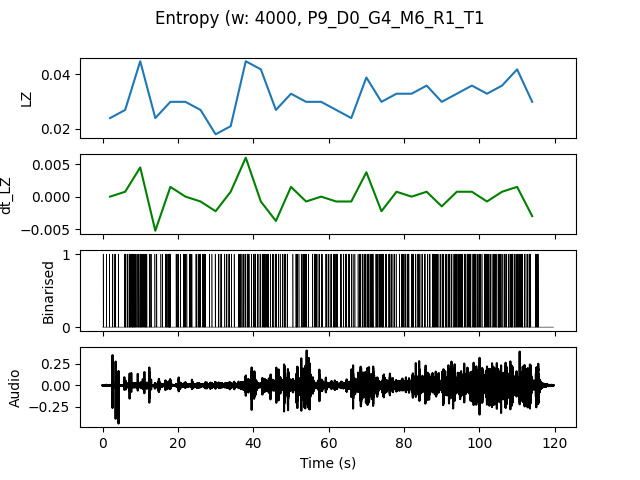 Entropy (w: 4000, P9_D0_G4_M6_R1_T1
0.04
0.02
LZ
0.005
0.000
−0.005
dt_LZ
1
0
Binarised
0.25
0.00
−0.25
Audio
0 20 40 60 80 100 120
Time (s)